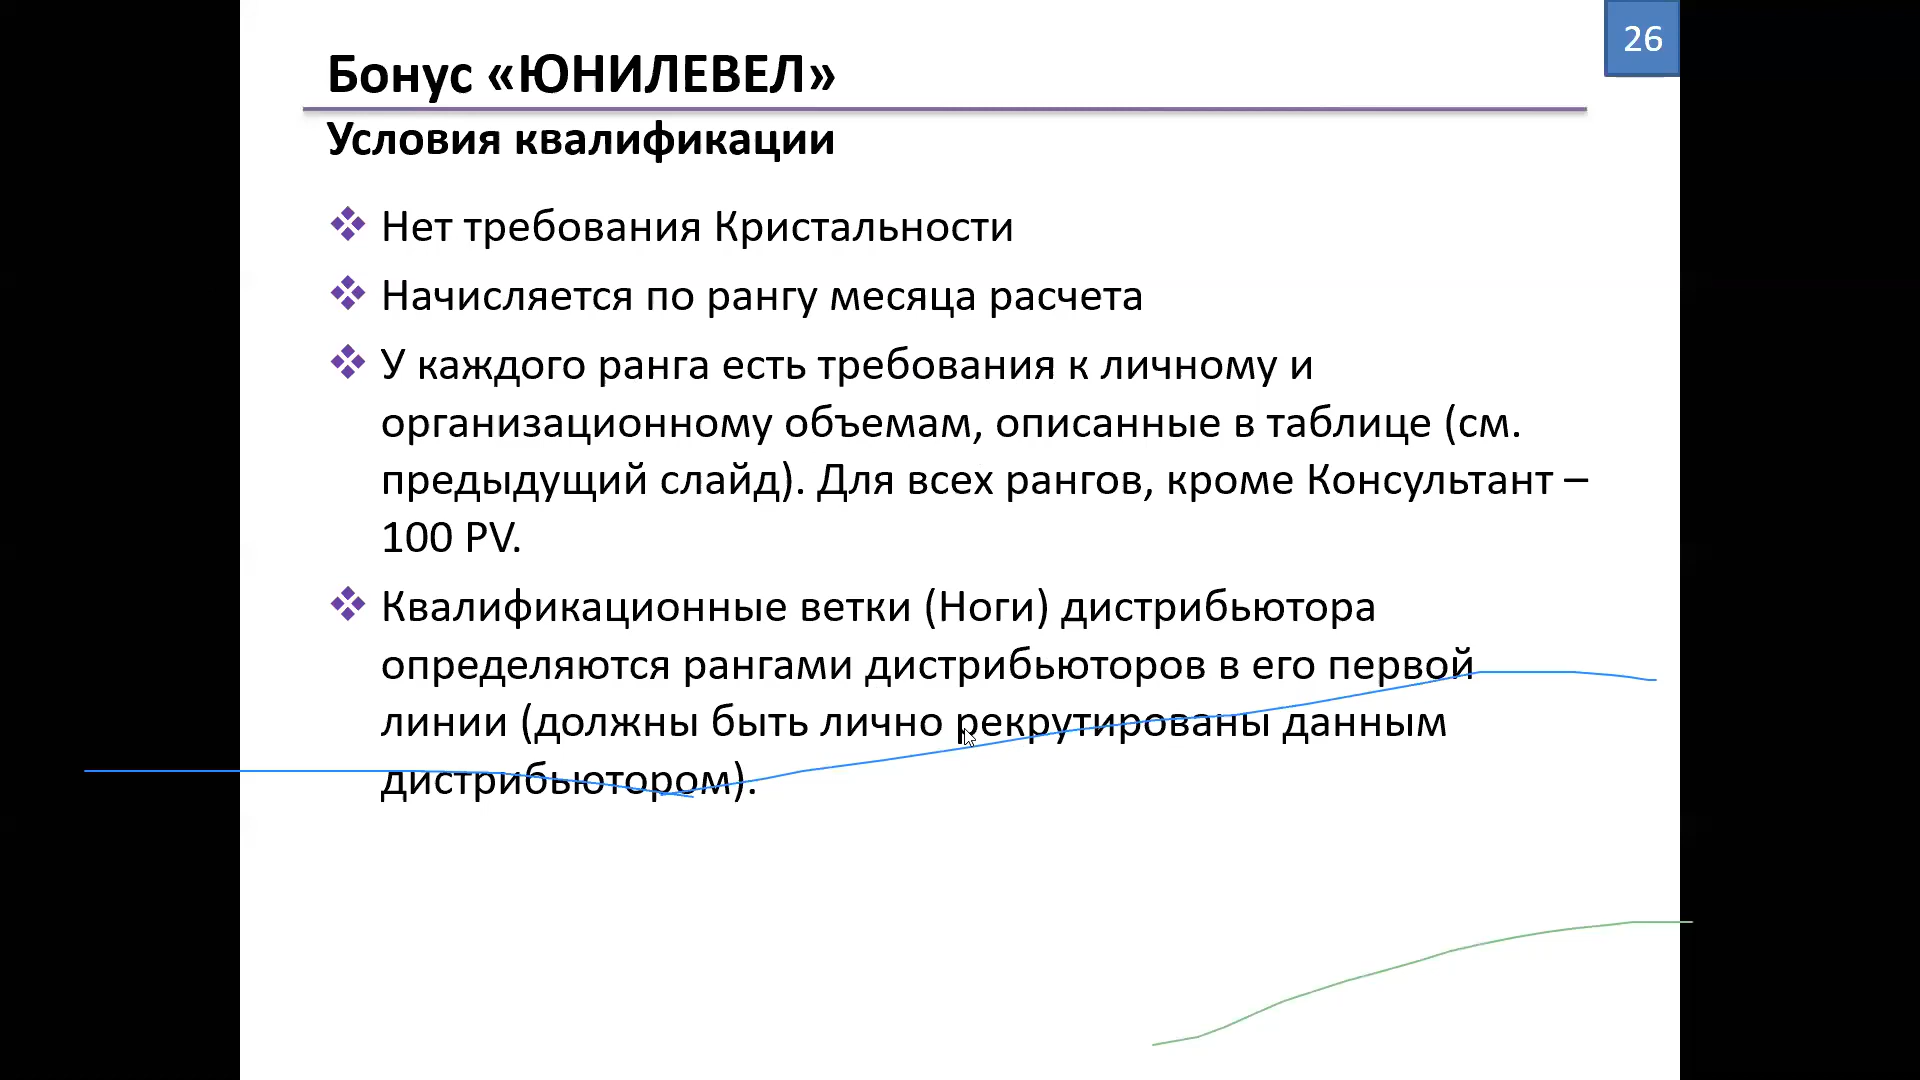 26
Бонус «ЮНИЛЕВЕЛ»
Условия квалификации
Нет требования Кристальности
Начисляется по рангу месяца расчета
У каждого ранга есть требования к личному и
организационному объемам, описанные в таблице (см.
предыдущий слайд). Для всех рангов, кроме Консультант –
100 PV.
Квалификационные ветки (Ноги) дистрибьютора
определяются рангами дистрибьюторов в его первой
линии (должны быть лично рекрутированы данным
дистрибьютором).